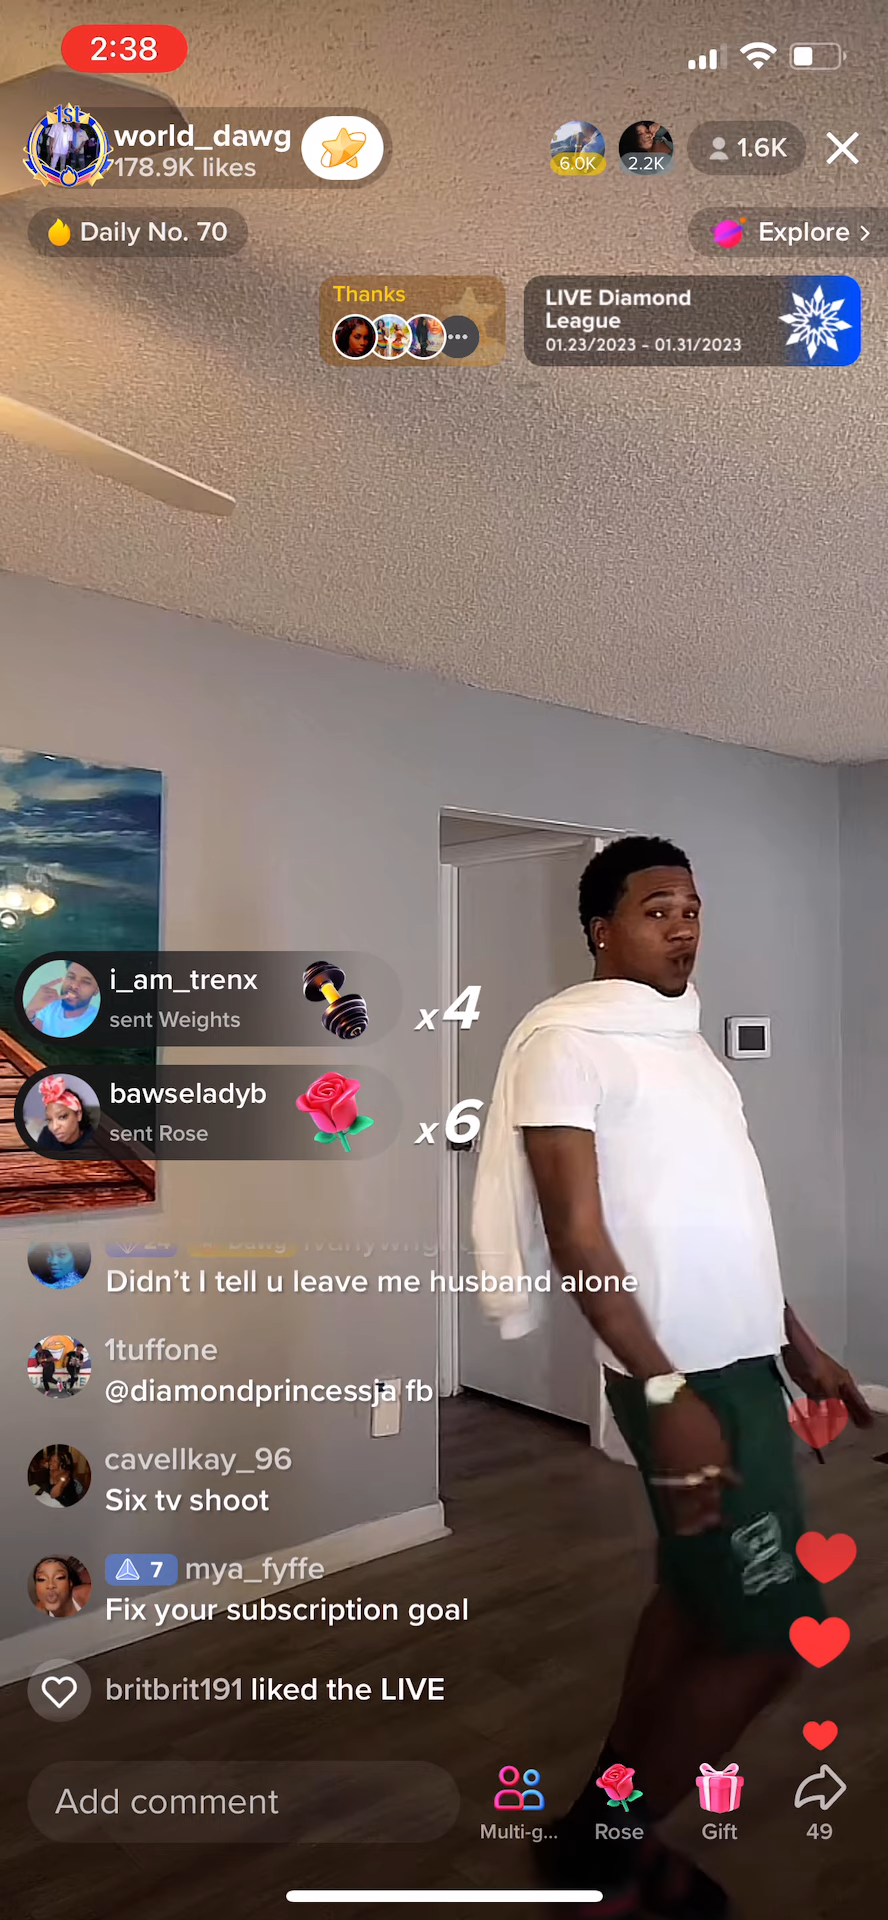 2:38
1ST
world_dawg
178.9K likes
6.0K
2.2K
1.6K
Daily No. 70
Explore >
Thanks
LIVE Diamond
League
01.23/2023 - 01.31/2023
i_am_trenx
sent Weights
x4
bawseladyb
sent Rose
x6
24 Dawg
Didn't I tell u leave me husband alone
1tuffone
@diamondprincessja fb
cavellkay_96
Six tv shoot
7 mya_fyffe
Fix your subscription goal
britbrit191 liked the LIVE
Add comment
Multi-g...
Rose
Gift
49